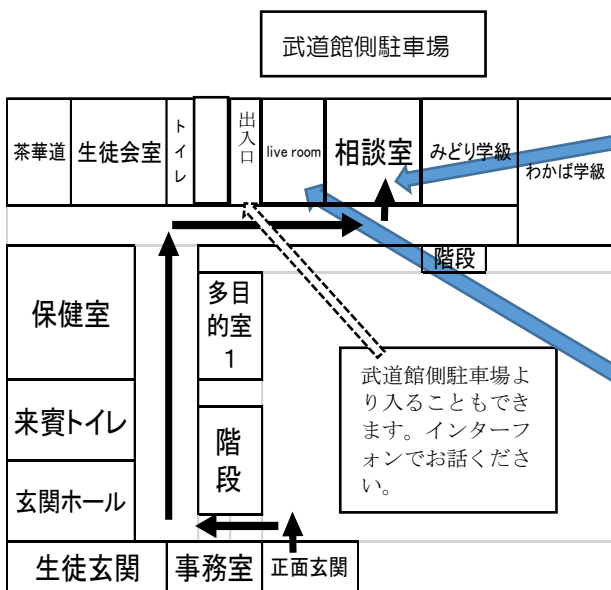 武道館側駐車場
茶華道
生徒会室
トイレ
出入口
live room
相談室
みどり学級
わかば学級
階段
保健室
多目的室1
武道館側駐車場よ
り入ることもでき
ます。インターフ
ォンでお話くださ
い。
来賓トイレ
階段
玄関ホール
生徒玄関
事務室
正面玄関